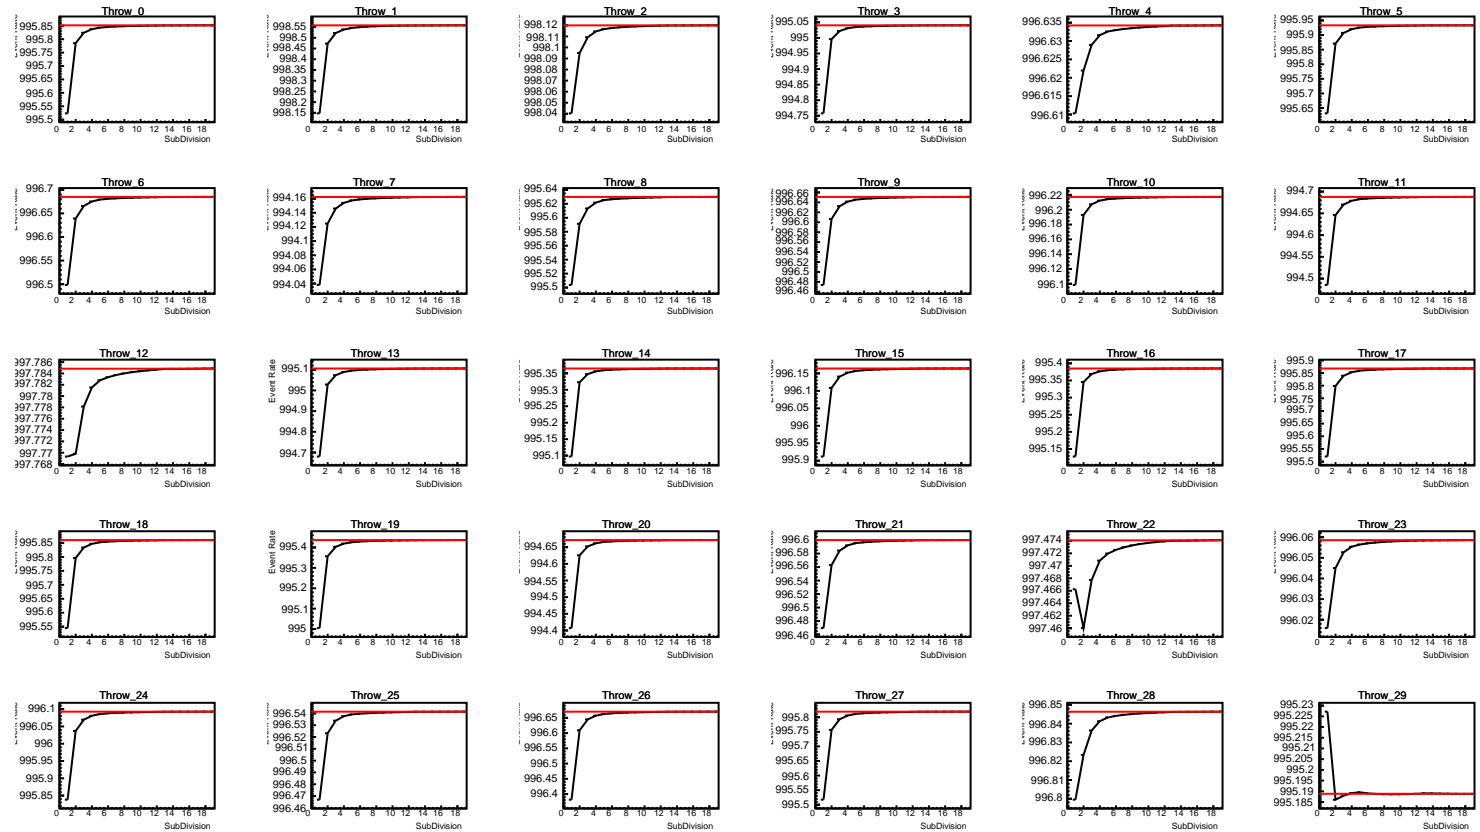 Throw_0
995.85
995.8
995.75
995.7
995.65
995.6
995.55
995.5
0 2 4 6 8 10 12 14 16 18
SubDivision
Throw_1
998.55
998.5
998.45
998.4
998.35
998.3
998.25
998.2
998.15
0 2 4 6 8 10 12 14 16 18
SubDivision
Throw_2
998.12
998.11
998.1
998.09
998.08
998.07
998.06
998.05
998.04
0 2 4 6 8 10 12 14 16 18
SubDivision
Throw_3
995.05
995
994.95
994.9
994.85
994.8
994.75
0 2 4 6 8 10 12 14 16 18
SubDivision
Throw_4
996.635
996.63
996.625
996.62
996.615
996.61
0 2 4 6 8 10 12 14 16 18
SubDivision
Throw_5
995.95
995.9
995.85
995.8
995.75
995.7
995.65
0 2 4 6 8 10 12 14 16 18
SubDivision
Throw_6
996.7
996.65
996.6
996.55
996.5
0 2 4 6 8 10 12 14 16 18
SubDivision
Throw_7
994.16
994.14
994.12
994.1
994.08
994.06
994.04
0 2 4 6 8 10 12 14 16 18
SubDivision
Throw_8
995.64
995.62
995.6
995.58
995.56
995.54
995.52
995.5
0 2 4 6 8 10 12 14 16 18
SubDivision
Throw_9
996.66
996.64
996.62
996.6
996.58
996.56
996.54
996.52
996.5
996.48
996.46
0 2 4 6 8 10 12 14 16 18
SubDivision
Throw_10
996.22
996.2
996.18
996.16
996.14
996.12
996.1
0 2 4 6 8 10 12 14 16 18
SubDivision
Throw_11
994.7
994.65
994.6
994.55
994.5
0 2 4 6 8 10 12 14 16 18
SubDivision
Throw_12
997.786
997.784
997.782
997.78
997.778
997.776
997.774
997.772
997.77
997.768
0 2 4 6 8 10 12 14 16 18
SubDivision
Throw_13
Event Rate
995.1
995
994.9
994.8
994.7
0 2 4 6 8 10 12 14 16 18
SubDivision
Throw_14
995.35
995.3
995.25
995.2
995.15
995.1
0 2 4 6 8 10 12 14 16 18
SubDivision
Throw_15
996.15
996.1
996.05
996
995.95
995.9
0 2 4 6 8 10 12 14 16 18
SubDivision
Throw_16
995.4
995.35
995.3
995.25
995.2
995.15
0 2 4 6 8 10 12 14 16 18
SubDivision
Throw_17
995.9
995.85
995.8
995.75
995.7
995.65
995.6
995.55
995.5
0 2 4 6 8 10 12 14 16 18
SubDivision
Throw_18
995.85
995.8
995.75
995.7
995.65
995.6
995.55
0 2 4 6 8 10 12 14 16 18
SubDivision
Throw_19
Event Rate
995.4
995.3
995.2
995.1
995
0 2 4 6 8 10 12 14 16 18
SubDivision
Throw_20
994.65
994.6
994.55
994.5
994.45
994.4
0 2 4 6 8 10 12 14 16 18
SubDivision
Throw_21
996.6
996.58
996.56
996.54
996.52
996.5
996.48
996.46
0 2 4 6 8 10 12 14 16 18
SubDivision
Throw_22
997.474
997.472
997.47
997.468
997.466
997.464
997.462
997.46
0 2 4 6 8 10 12 14 16 18
SubDivision
Throw_23
996.06
996.05
996.04
996.03
996.02
0 2 4 6 8 10 12 14 16 18
SubDivision
Throw_24
996.1
996.05
996
995.95
995.9
995.85
0 2 4 6 8 10 12 14 16 18
SubDivision
Throw_25
996.54
996.53
996.52
996.51
996.5
996.49
996.48
996.47
996.46
0 2 4 6 8 10 12 14 16 18
SubDivision
Throw_26
996.65
996.6
996.55
996.5
996.45
996.4
0 2 4 6 8 10 12 14 16 18
SubDivision
Throw_27
995.8
995.75
995.7
995.65
995.6
995.55
995.5
0 2 4 6 8 10 12 14 16 18
SubDivision
Throw_28
996.85
996.84
996.83
996.82
996.81
996.8
0 2 4 6 8 10 12 14 16 18
SubDivision
Throw_29
995.23
995.225
995.22
995.215
995.21
995.205
995.2
995.195
995.19
995.185
0 2 4 6 8 10 12 14 16 18
SubDivision